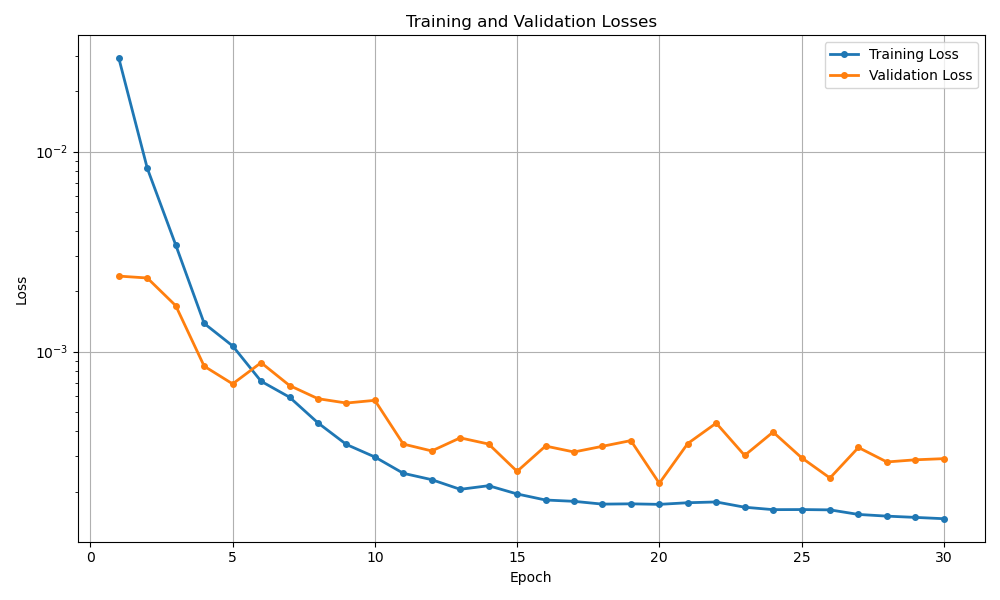 Training and Validation Losses
Training Loss
Validation Loss
Loss
10⁻²
10⁻³
0 5 10 15 20 25 30
Epoch